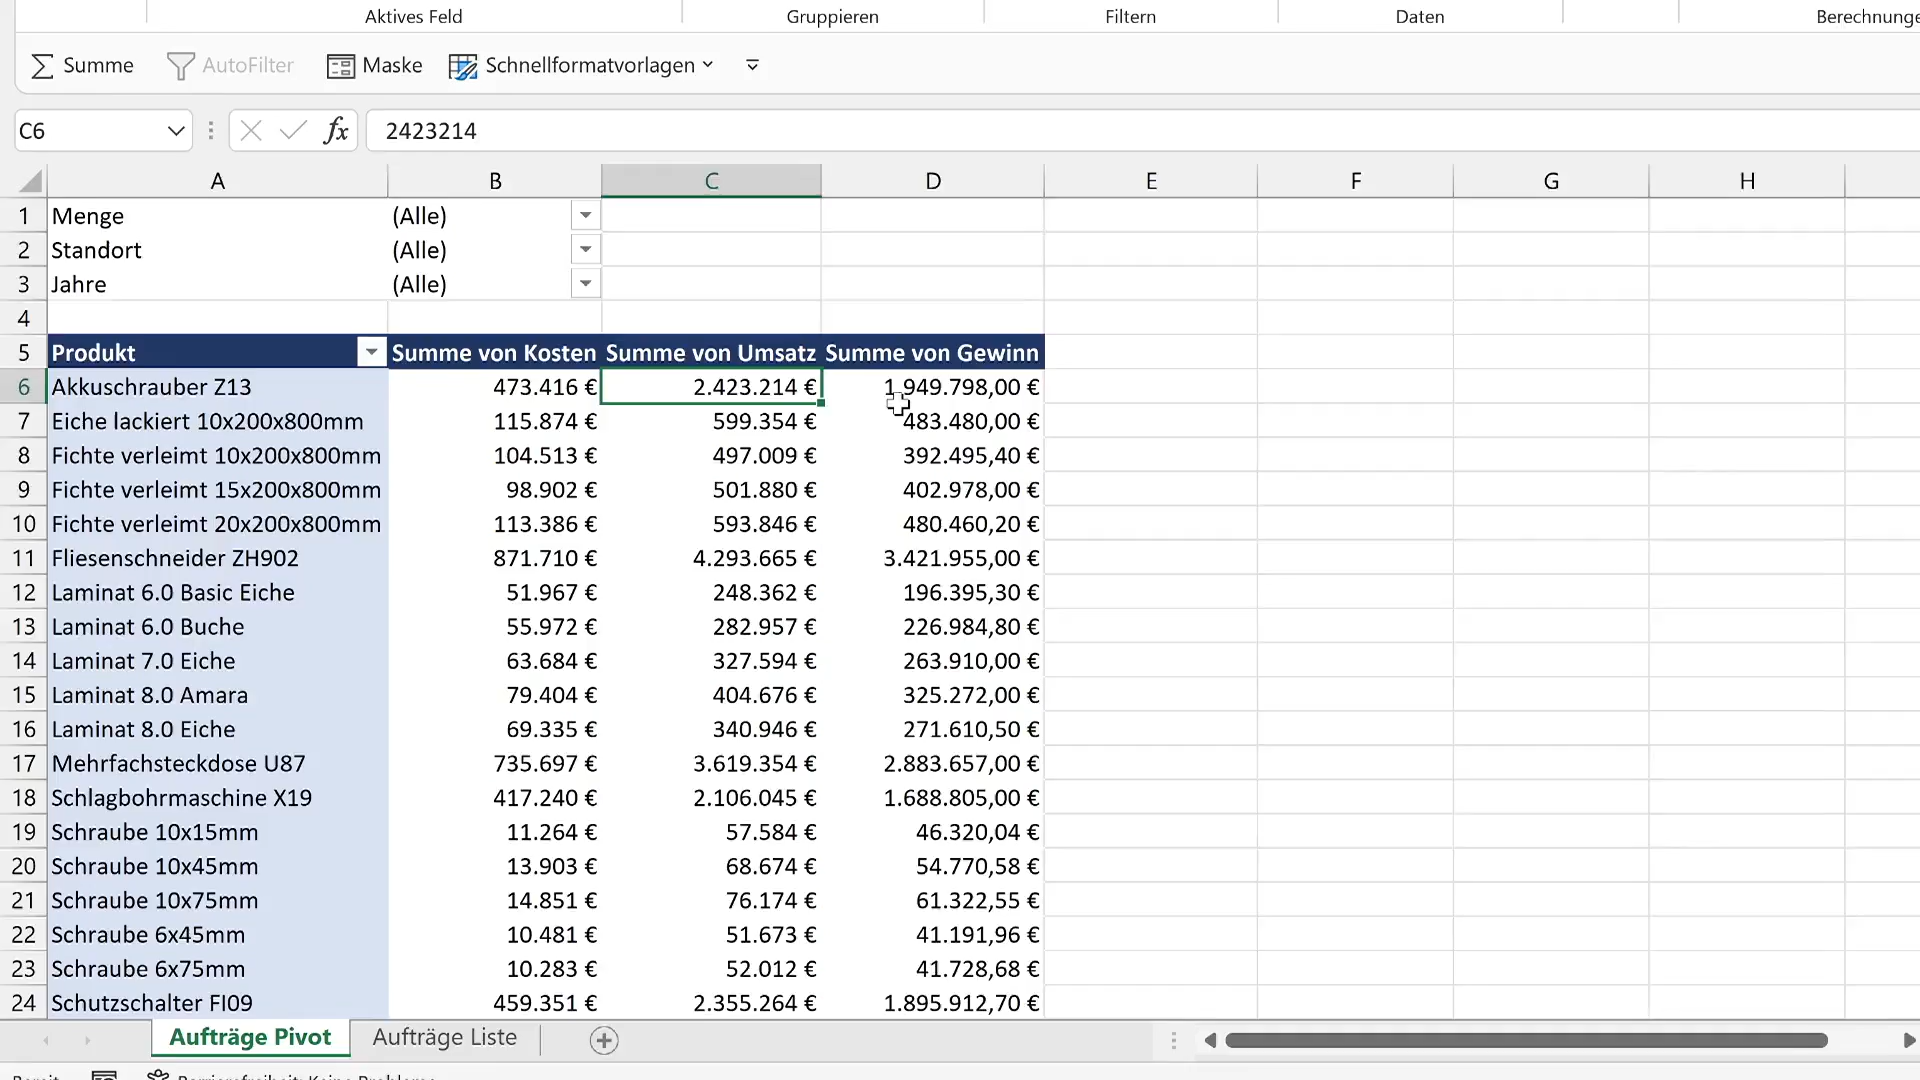 Aktives Feld Gruppieren Filtern Daten Berechnunge
Summe AutoFilter Maske Schnellformatvorlagen
C6 fx 2423214
A B C D E F G H
1 Menge (Alle)
2 Standort (Alle)
3 Jahre (Alle)
4
5 Produkt Summe von Kosten Summe von Umsatz Summe von Gewinn
6 Akkuschrauber Z13 473.416 € 2.423.214 € 1.949.798,00 €
7 Eiche lackiert 10x200x800mm 115.874 € 599.354 € 483.480,00 €
8 Fichte verleimt 10x200x800mm 104.513 € 497.009 € 392.495,40 €
9 Fichte verleimt 15x200x800mm 98.902 € 501.880 € 402.978,00 €
10 Fichte verleimt 20x200x800mm 113.386 € 593.846 € 480.460,20 €
11 Fliesenschneider ZH902 871.710 € 4.293.665 € 3.421.955,00 €
12 Laminat 6.0 Basic Eiche 51.967 € 248.362 € 196.395,30 €
13 Laminat 6.0 Buche 55.972 € 282.957 € 226.984,80 €
14 Laminat 7.0 Eiche 63.684 € 327.594 € 263.910,00 €
15 Laminat 8.0 Amara 79.404 € 404.676 € 325.272,00 €
16 Laminat 8.0 Eiche 69.335 € 340.946 € 271.610,50 €
17 Mehrfachsteckdose U87 735.697 € 3.619.354 € 2.883.657,00 €
18 Schlagbohrmaschine X19 417.240 € 2.106.045 € 1.688.805,00 €
19 Schraube 10x15mm 11.264 € 57.584 € 46.320,04 €
20 Schraube 10x45mm 13.903 € 68.674 € 54.770,58 €
21 Schraube 10x75mm 14.851 € 76.174 € 61.322,55 €
22 Schraube 6x45mm 10.481 € 51.673 € 41.191,96 €
23 Schraube 6x75mm 10.283 € 52.012 € 41.728,68 €
24 Schutzschalter FI09 459.351 € 2.355.264 € 1.895.912,70 €
Aufträge Pivot Aufträge Liste
Bereit Barrierefreiheit: Keine Probleme